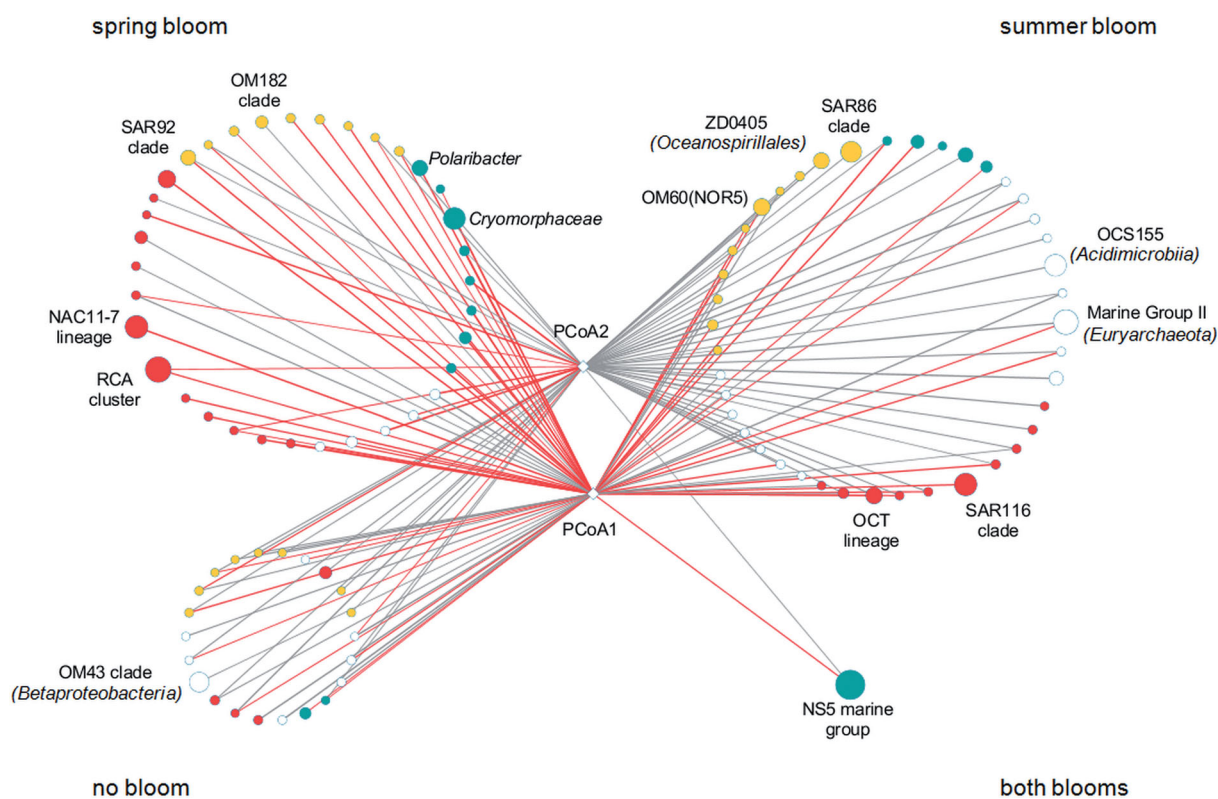 spring bloom
summer bloom
OM182
clade
SAR92
clade
Polaribacter
Cryomorphaceae
NAC11-7
lineage
RCA
cluster
PCoA2
PCoA1
ZD0405
(Oceanospirillales)
SAR86
clade
OM60(NOR5)
OCS155
(Acidimicrobiia)
Marine Group II
(Euryarchaeota)
SAR116
clade
OCT
lineage
OM43 clade
(Betaproteobacteria)
NS5 marine
group
no bloom
both blooms